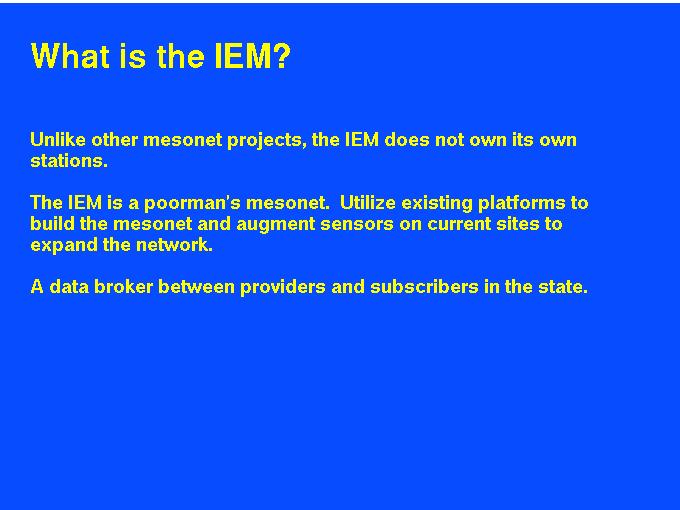 What is the IEM?
Unlike other mesonet projects, the IEM does not own its own
stations.
The IEM is a poorman's mesonet.  Utilize existing platforms to
build the mesonet and augment sensors on current sites to
expand the network.
A data broker between providers and subscribers in the state.